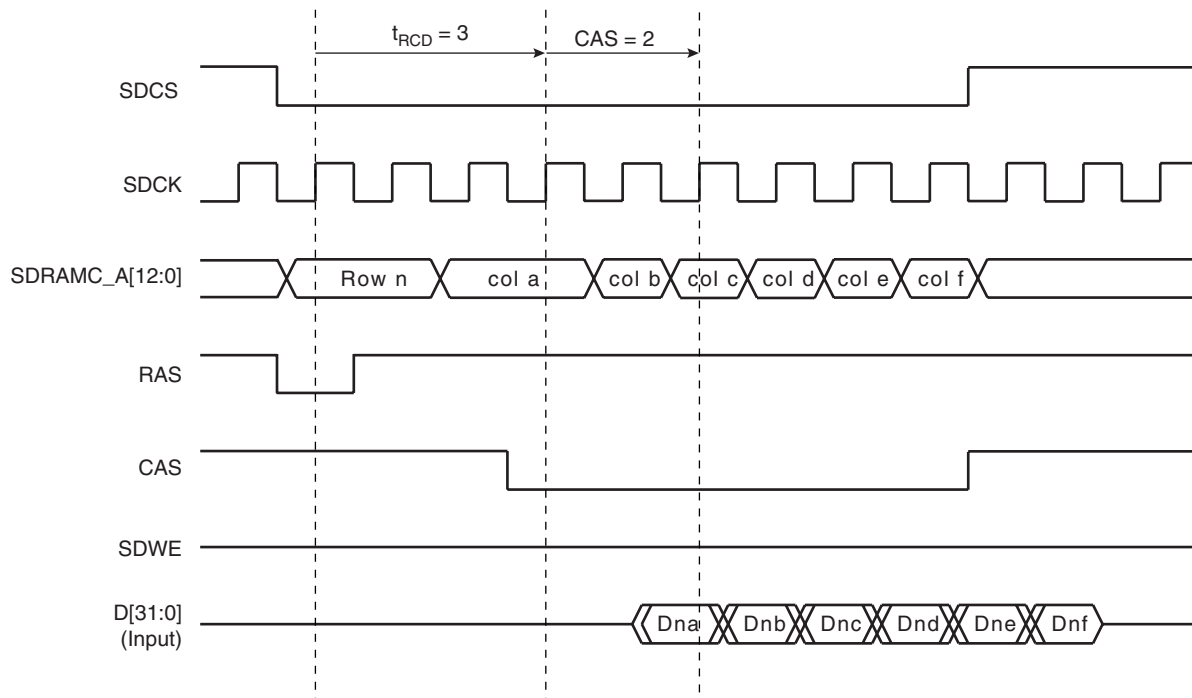 tRCD = 3 CAS = 2
SDCS
SDCK
SDRAMC_A[12:0] Row n col a col b col c col d col e col f
RAS
CAS
SDWE
D[31:0]
(Input) Dna Dnb Dnc Dnd Dne Dnf